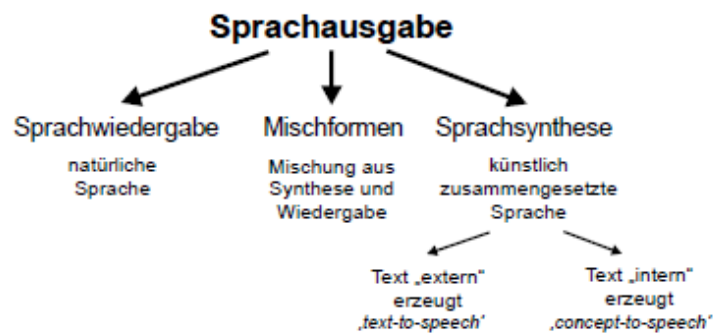 Sprachausgabe
Sprachwiedergabe
natürliche
Sprache
Mischformen
Mischung aus
Synthese und
Wiedergabe
Sprachsynthese
künstlich
zusammengesetzte
Sprache
Text „extern“
erzeugt
‚text-to-speech‘
Text „intern“
erzeugt
‚concept-to-speech‘